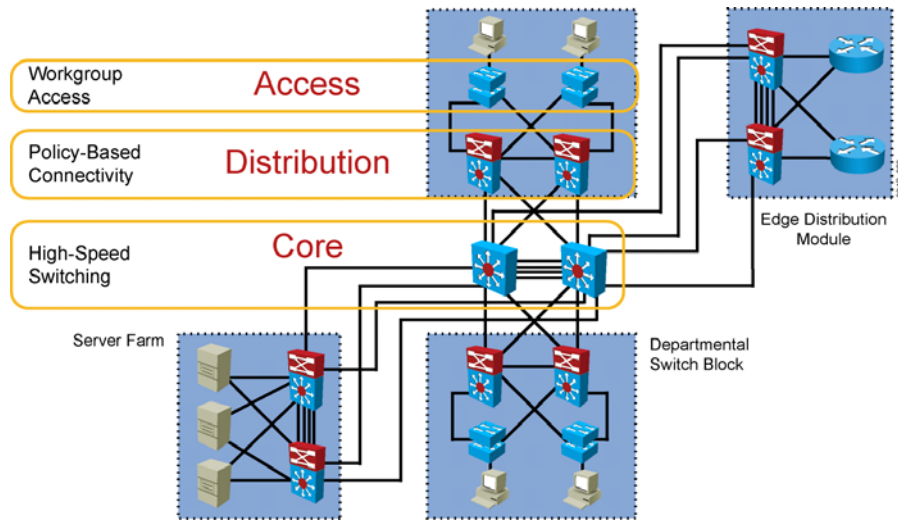 Workgroup
Access
Access
Policy-Based
Connectivity
Distribution
High-Speed
Switching
Core
Edge Distribution
Module
Server Farm
Departmental
Switch Block